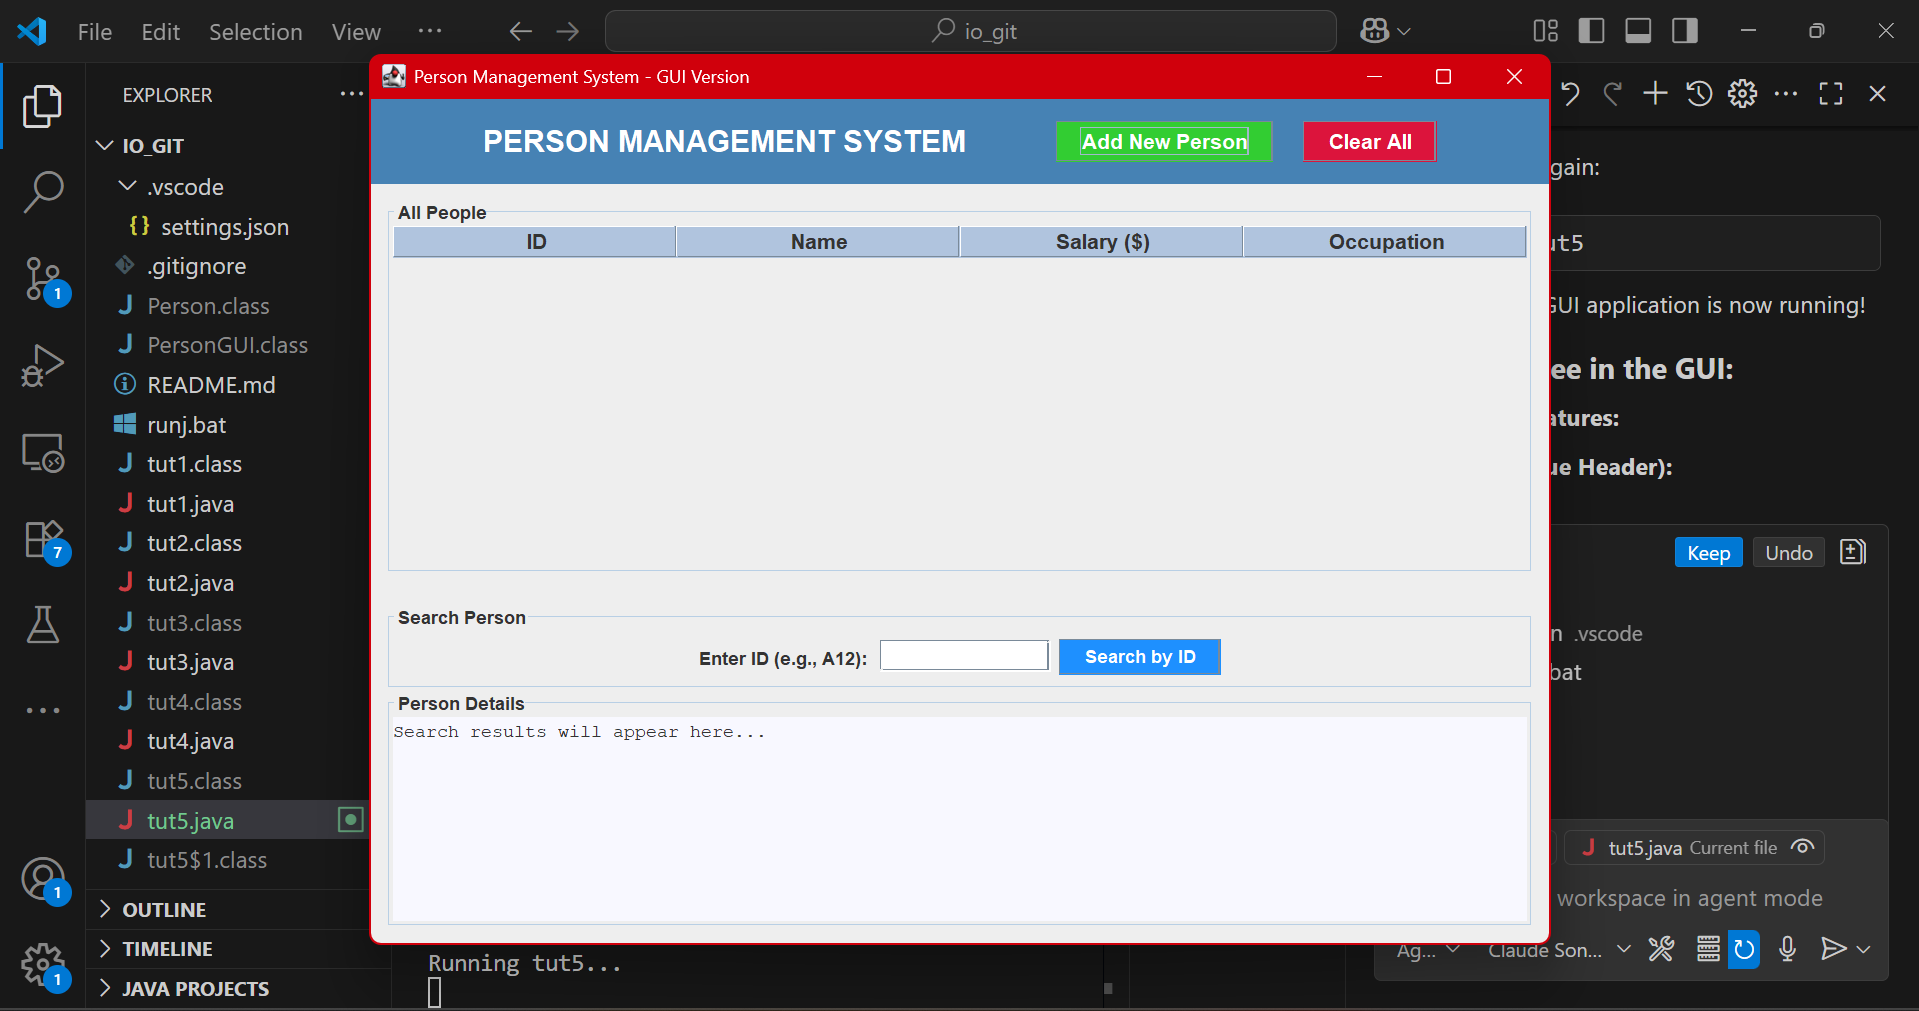 File Edit Selection View
io_git
EXPLORER
IO_GIT
.vscode
{} settings.json
.gitignore
J Person.class
J PersonGUI.class
README.md
runj.bat
J tut1.class
J tut1.java
J tut2.class
J tut2.java
J tut3.class
J tut3.java
J tut4.class
J tut4.java
J tut5.class
J tut5.java
J tut5$1.class
OUTLINE
TIMELINE
JAVA PROJECTS
1
7
1
1
Person Management System - GUI Version
PERSON MANAGEMENT SYSTEM
Add New Person
Clear All
All People
ID Name Salary ($) Occupation
Search Person
Enter ID (e.g., A12):
Search by ID
Person Details
Search results will appear here...
Running tut5...
gain:
ut5
GUI application is now running!
ee in the GUI:
atures:
ue Header):
Keep Undo
n .vscode
bat
J tut5.java Current file
workspace in agent mode
Ag... Claude Son...